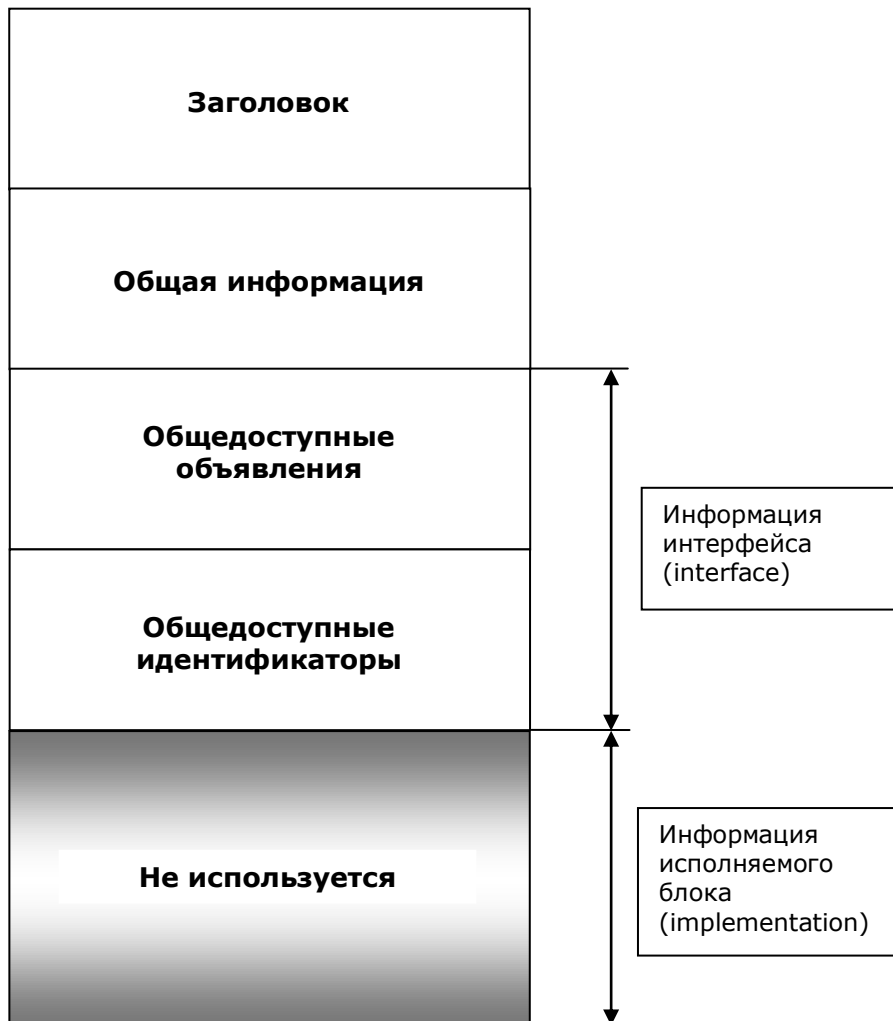 Заголовок
Общая информация
Общедоступные
объявления
Информация
интерфейса
(interface)
Общедоступные
идентификаторы
Не используется
Информация
исполняемого
блока
(implementation)